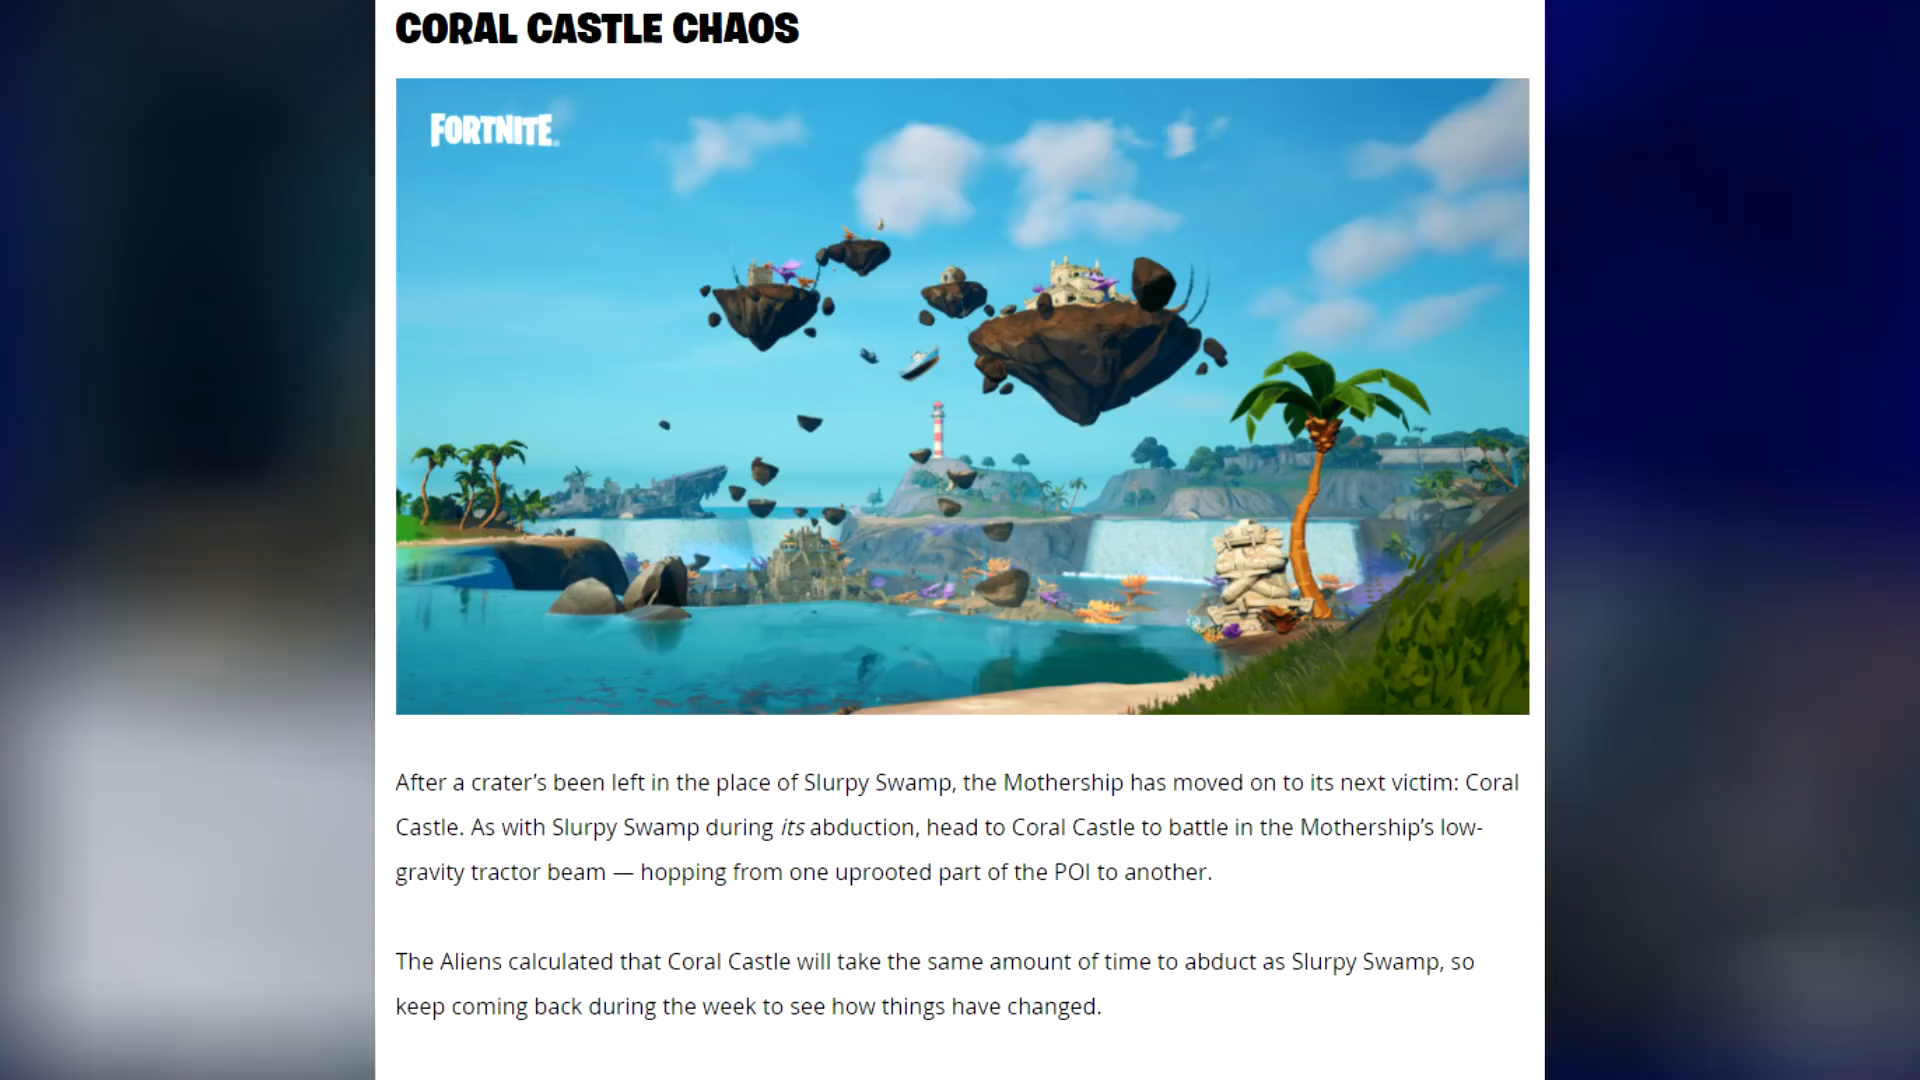 CORAL CASTLE CHAOS
FORTNITE
After a crater’s been left in the place of Slurpy Swamp, the Mothership has moved on to its next victim: Coral
Castle. As with Slurpy Swamp during its abduction, head to Coral Castle to battle in the Mothership’s low-
gravity tractor beam — hopping from one uprooted part of the POI to another.
The Aliens calculated that Coral Castle will take the same amount of time to abduct as Slurpy Swamp, so
keep coming back during the week to see how things have changed.